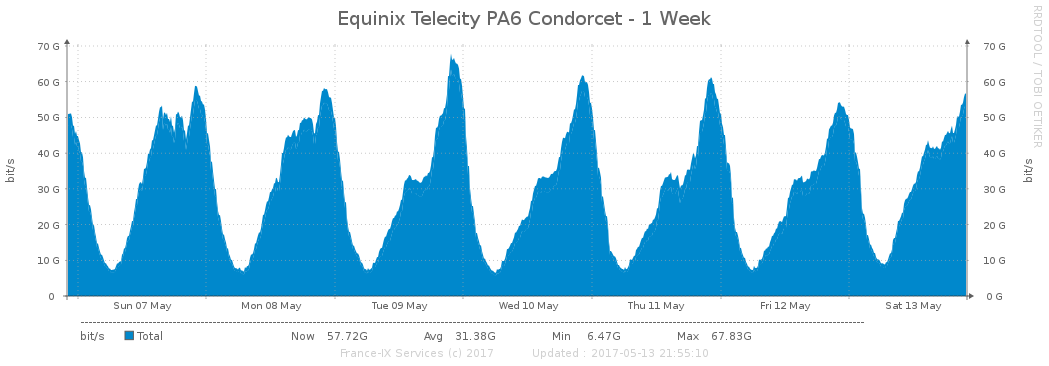 Equinix Telecity PA6 Condorcet - 1 Week
RRDTOOL / TOBI OETIKER
bit/s
70 G 70 G
60 G 60 G
50 G 50 G
40 G 40 G
30 G 30 G
20 G 20 G
10 G 10 G
0 0 G
bit/s
Sun 07 May Mon 08 May Tue 09 May Wed 10 May Thu 11 May Fri 12 May Sat 13 May
bit/s Total Now 57.72G Avg 31.38G Min 6.47G Max 67.83G
France-IX Services (c) 2017 Updated : 2017-05-13 21:55:10